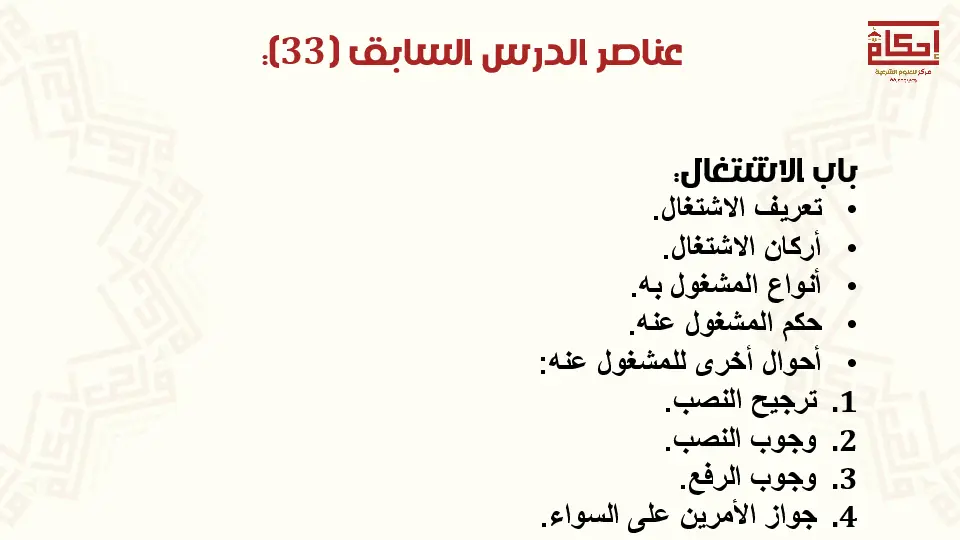 عناصر الدرس السابق (33):
إحكام
مركز للعلوم الشرعية
باب الاشتغال:
• تعريف الاشتغال.
• أركان الاشتغال.
• أنواع المشغول به.
• حكم المشغول عنه.
• أحوال أخرى للمشغول عنه:
1. ترجيح النصب.
2. وجوب النصب.
3. وجوب الرفع.
4. جواز الأمرين على السواء.